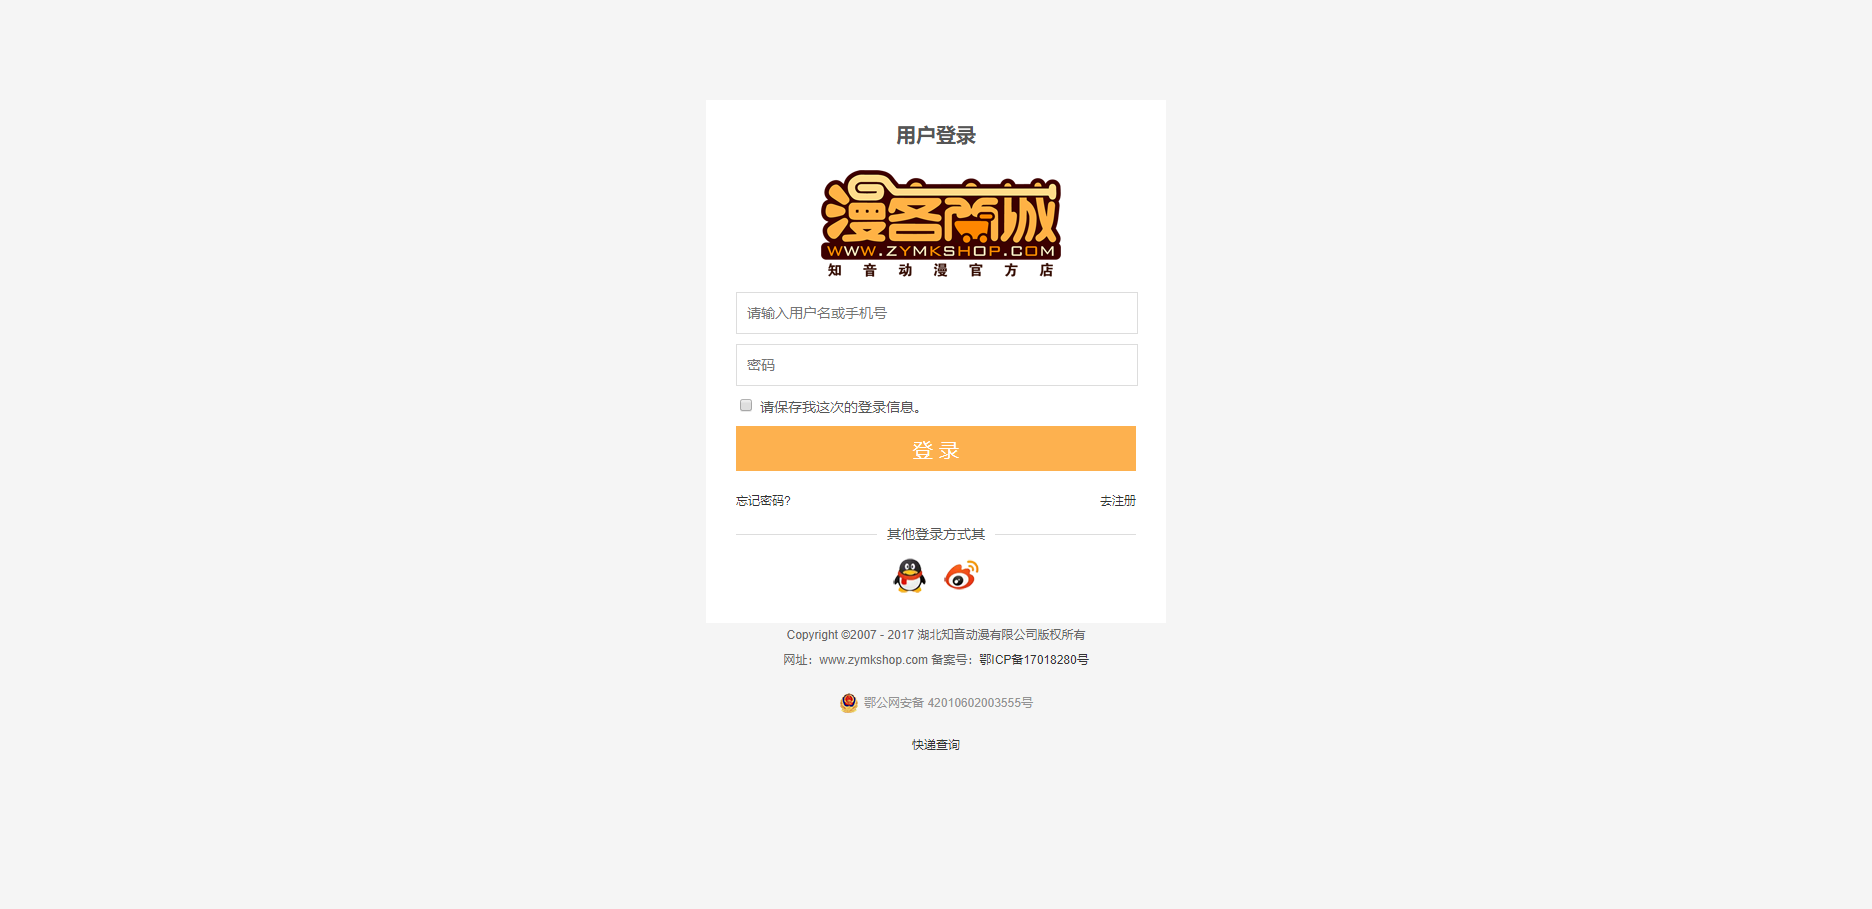 用户登录
漫客商城
WWW.ZYMKSHOP.COM
知音动漫官方店
请输入用户名或手机号
密码
请保存我这次的登录信息。
登 录
忘记密码?
去注册
其他登录方式其
Copyright ©2007 - 2017 湖北知音动漫有限公司版权所有
网址：www.zymkshop.com 备案号：鄂ICP备17018280号
鄂公网安备 42010602003555号
快递查询